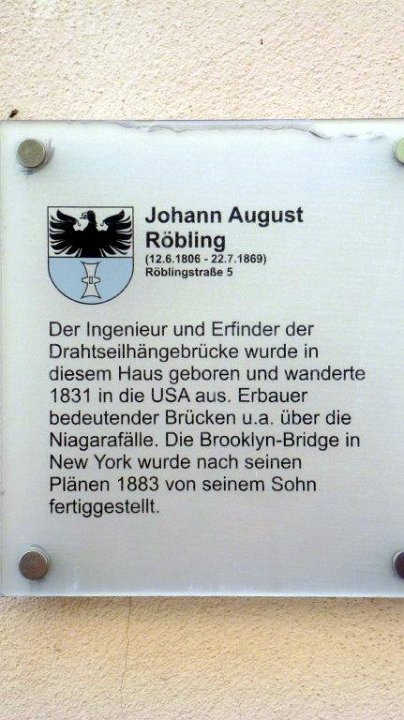 Johann August
Röbling
(12.6.1806 - 22.7.1869)
Röblingstraße 5
Der Ingenieur und Erfinder der
Drahtseilhängebrücke wurde in
diesem Haus geboren und wanderte
1831 in die USA aus. Erbauer
bedeutender Brücken u.a. über die
Niagarafälle. Die Brooklyn-Bridge in
New York wurde nach seinen
Plänen 1883 von seinem Sohn
fertiggestellt.